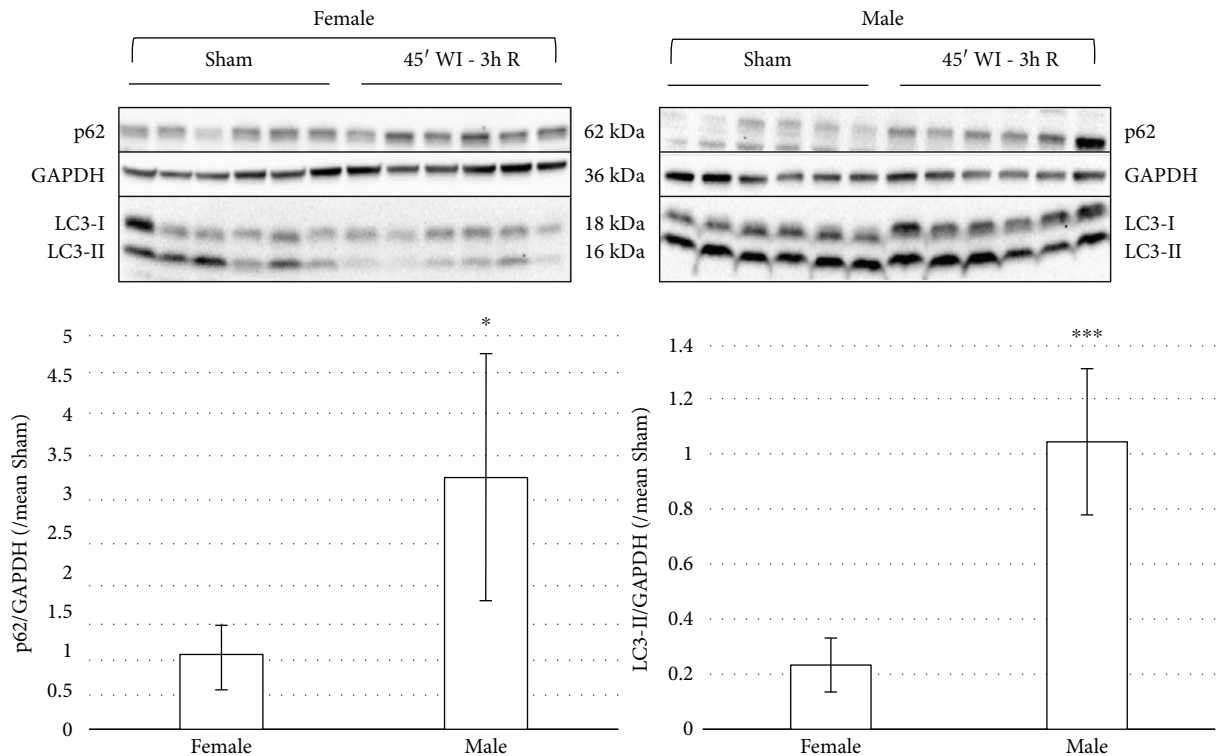 Female
Male
Sham
45′ WI - 3h R
Sham
45′ WI - 3h R
p62
62 kDa
p62
GAPDH
36 kDa
GAPDH
LC3-I
18 kDa
LC3-I
LC3-II
16 kDa
LC3-II
p62/GAPDH (/mean Sham)
5
4.5
4
3.5
3
2.5
2
1.5
1
0.5
0
*
Female
Male
LC3-II/GAPDH (/mean Sham)
1.4
1.2
1
0.8
0.6
0.4
0.2
0
***
Female
Male